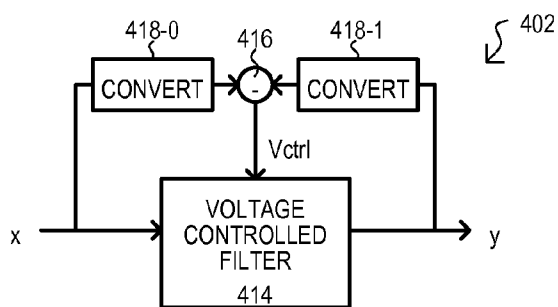 418-0
416
418-1
402
CONVERT
-
CONVERT
Vctrl
x
VOLTAGE
CONTROLLED
FILTER
414
y